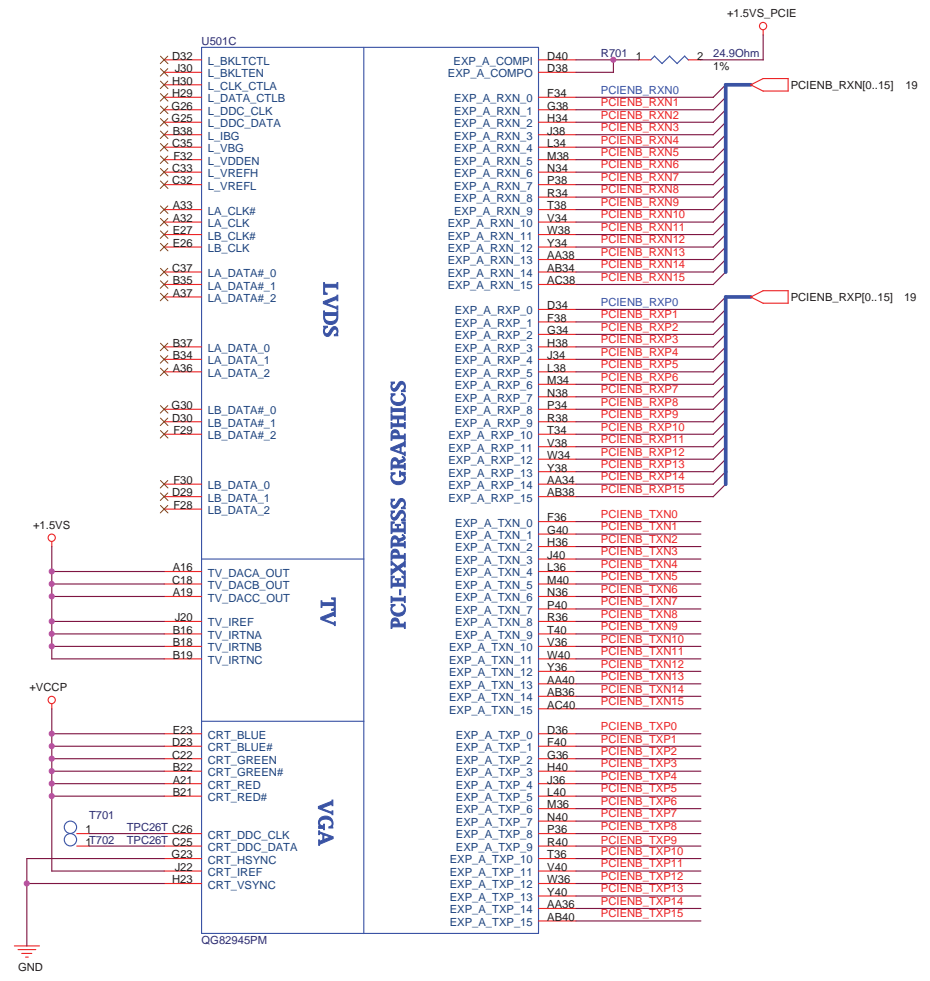 +1.5VS_PCIE
U501C
D32 L_BKLTCTL
J30 L_BKLTEN
H30 L_CLK_CTLA
H29 L_DATA_CTLB
G26 L_DDC_CLK
G25 L_DDC_DATA
B38 L_IBG
C35 L_VBG
F32 L_VDDEN
C33 L_VREFH
C32 L_VREFL
A33 LA_CLK#
A32 LA_CLK
E27 LB_CLK#
E26 LB_CLK
C37 LA_DATA#_0
B35 LA_DATA#_1
A37 LA_DATA#_2
B37 LA_DATA_0
B34 LA_DATA_1
A36 LA_DATA_2
G30 LB_DATA#_0
D30 LB_DATA#_1
F29 LB_DATA#_2
F30 LB_DATA_0
D29 LB_DATA_1
F28 LB_DATA_2
LVDS
+1.5VS
A16 TV_DACA_OUT
C18 TV_DACB_OUT
A19 TV_DACC_OUT
J20 TV_IREF
B16 TV_IRTNA
B18 TV_IRTNB
B19 TV_IRTNC
TV
+VCCP
E23 CRT_BLUE
D23 CRT_BLUE#
C22 CRT_GREEN
B22 CRT_GREEN#
A21 CRT_RED
B21 CRT_RED#
T701
1 TPC26T C26 CRT_DDC_CLK
1 T702 TPC26T C25 CRT_DDC_DATA
G23 CRT_HSYNC
J22 CRT_IREF
H23 CRT_VSYNC
VGA
GND
QG82945PM
PCI-EXPRESS GRAPHICS
EXP_A_COMPI D40 R701 1 2 24.9Ohm
EXP_A_COMPO D38 1%
EXP_A_RXN_0 F34 PCIENB_RXN0
EXP_A_RXN_1 G38 PCIENB_RXN1
EXP_A_RXN_2 H34 PCIENB_RXN2
EXP_A_RXN_3 J38 PCIENB_RXN3
EXP_A_RXN_4 L34 PCIENB_RXN4
EXP_A_RXN_5 M38 PCIENB_RXN5
EXP_A_RXN_6 N34 PCIENB_RXN6
EXP_A_RXN_7 P38 PCIENB_RXN7
EXP_A_RXN_8 R34 PCIENB_RXN8
EXP_A_RXN_9 T38 PCIENB_RXN9
EXP_A_RXN_10 V34 PCIENB_RXN10
EXP_A_RXN_11 W38 PCIENB_RXN11
EXP_A_RXN_12 Y34 PCIENB_RXN12
EXP_A_RXN_13 AA38 PCIENB_RXN13
EXP_A_RXN_14 AB34 PCIENB_RXN14
EXP_A_RXN_15 AC38 PCIENB_RXN15
PCIENB_RXN[0..15] 19
EXP_A_RXP_0 D34 PCIENB_RXP0
EXP_A_RXP_1 F38 PCIENB_RXP1
EXP_A_RXP_2 G34 PCIENB_RXP2
EXP_A_RXP_3 H38 PCIENB_RXP3
EXP_A_RXP_4 J34 PCIENB_RXP4
EXP_A_RXP_5 L38 PCIENB_RXP5
EXP_A_RXP_6 M34 PCIENB_RXP6
EXP_A_RXP_7 N38 PCIENB_RXP7
EXP_A_RXP_8 P34 PCIENB_RXP8
EXP_A_RXP_9 R38 PCIENB_RXP9
EXP_A_RXP_10 T34 PCIENB_RXP10
EXP_A_RXP_11 V38 PCIENB_RXP11
EXP_A_RXP_12 W34 PCIENB_RXP12
EXP_A_RXP_13 Y38 PCIENB_RXP13
EXP_A_RXP_14 AA34 PCIENB_RXP14
EXP_A_RXP_15 AB38 PCIENB_RXP15
PCIENB_RXP[0..15] 19
EXP_A_TXN_0 F36 PCIENB_TXN0
EXP_A_TXN_1 G40 PCIENB_TXN1
EXP_A_TXN_2 H36 PCIENB_TXN2
EXP_A_TXN_3 J40 PCIENB_TXN3
EXP_A_TXN_4 L36 PCIENB_TXN4
EXP_A_TXN_5 M40 PCIENB_TXN5
EXP_A_TXN_6 N36 PCIENB_TXN6
EXP_A_TXN_7 P40 PCIENB_TXN7
EXP_A_TXN_8 R36 PCIENB_TXN8
EXP_A_TXN_9 T40 PCIENB_TXN9
EXP_A_TXN_10 V36 PCIENB_TXN10
EXP_A_TXN_11 W40 PCIENB_TXN11
EXP_A_TXN_12 Y36 PCIENB_TXN12
EXP_A_TXN_13 AA40 PCIENB_TXN13
EXP_A_TXN_14 AB36 PCIENB_TXN14
EXP_A_TXN_15 AC40 PCIENB_TXN15
EXP_A_TXP_0 D36 PCIENB_TXP0
EXP_A_TXP_1 F40 PCIENB_TXP1
EXP_A_TXP_2 G36 PCIENB_TXP2
EXP_A_TXP_3 H40 PCIENB_TXP3
EXP_A_TXP_4 J36 PCIENB_TXP4
EXP_A_TXP_5 L40 PCIENB_TXP5
EXP_A_TXP_6 M36 PCIENB_TXP6
EXP_A_TXP_7 N40 PCIENB_TXP7
EXP_A_TXP_8 P36 PCIENB_TXP8
EXP_A_TXP_9 R40 PCIENB_TXP9
EXP_A_TXP_10 T36 PCIENB_TXP10
EXP_A_TXP_11 V40 PCIENB_TXP11
EXP_A_TXP_12 W36 PCIENB_TXP12
EXP_A_TXP_13 Y40 PCIENB_TXP13
EXP_A_TXP_14 AA36 PCIENB_TXP14
EXP_A_TXP_15 AB40 PCIENB_TXP15